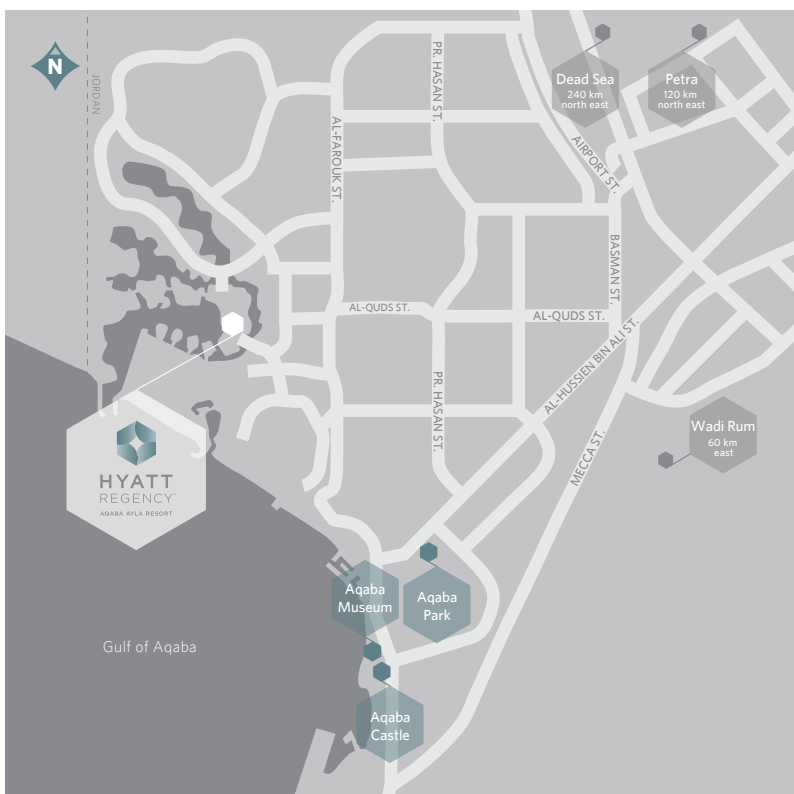 N
JORDAN
PR. HASAN ST.
Dead Sea
240 km
north east
Petra
120 km
north east
AL-FAROUK ST.
AIRPORT ST.
BASMAN ST.
AL-QUDS ST.
AL-QUDS ST.
AL-HUSSIEN BIN ALI ST.
PR. HASAN ST.
MECCA ST.
Wadi Rum
60 km
east
HYATT
REGENCY™
AQABA AYLA RESORT
Aqaba
Museum
Aqaba
Park
Gulf of Aqaba
Aqaba
Castle